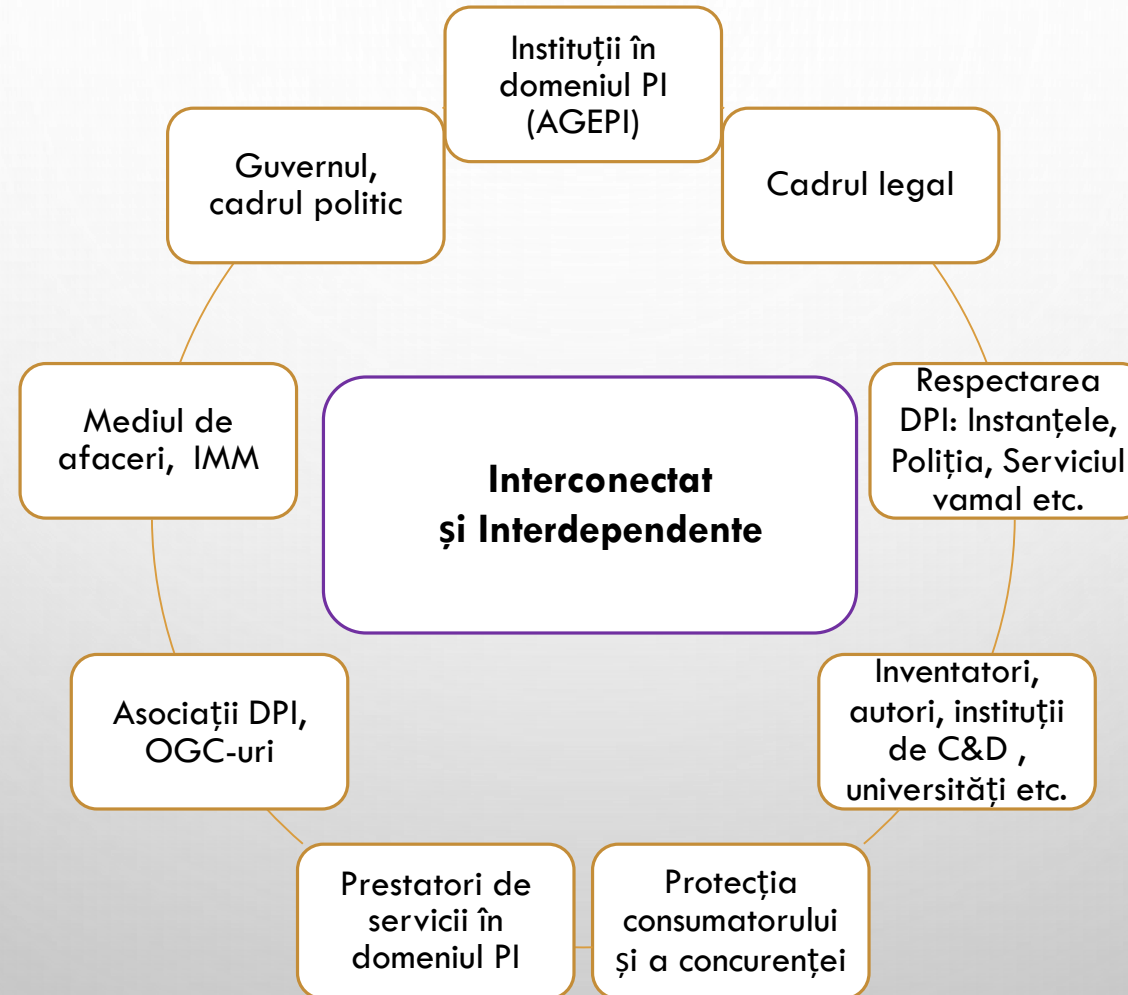 Instituții în
domeniul PI
(AGEPI)
Cadrul legal
Respectarea
DPI: Instanțele,
Poliția, Serviciul
vamal etc.
Inventatori,
autori, instituții
de C&D ,
universități etc.
Protecția
consumatorului
și a concurenței
Prestatori de
servicii în
domeniul PI
Asociații DPI,
OGC-uri
Mediul de
afaceri, IMM
Guvernul,
cadrul politic
Interconectat
și Interdependente